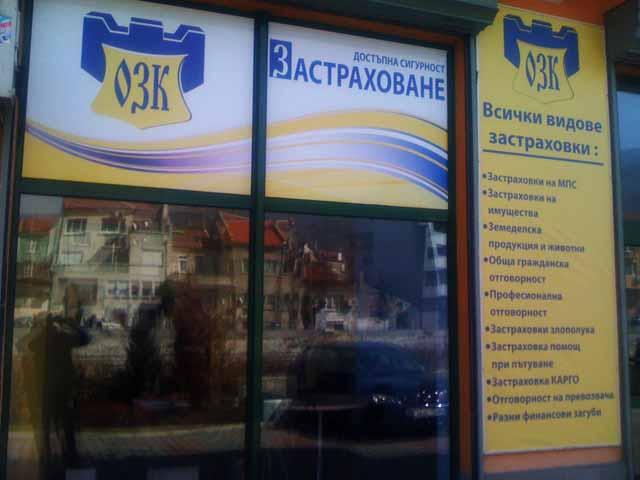 ОЗК
ДОСТЪПНА СИГУРНОСТ
ЗАСТРАХОВАНЕ
ОЗК
Всички видове
застраховки :
•Застраховки на МПС
•Застраховки на
имущества
•Земеделска
продукция и животни
•Обща гражданска
отговорност
•Професионална
отговорност
•Застраховки злополука
•Застраховка помощ
при пътуване
•Застраховка КАРГО
•Отговорност на превозвача
•Разни финансови загуби